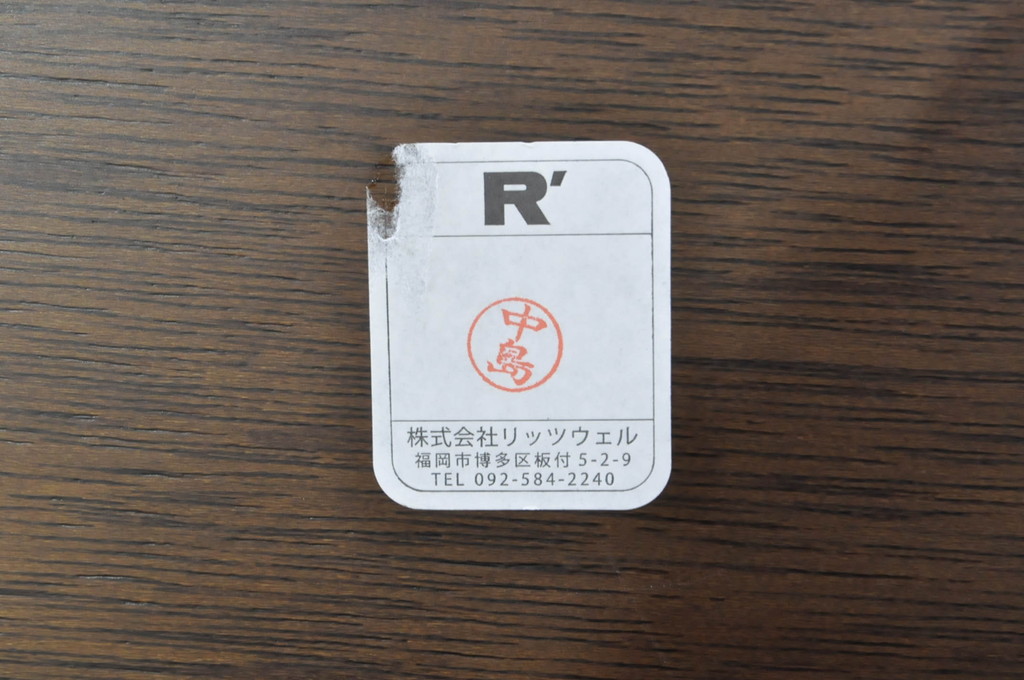 R′
中島
株式会社リッツウェル
福岡市博多区板付 5-2-9
TEL 092-584-2240